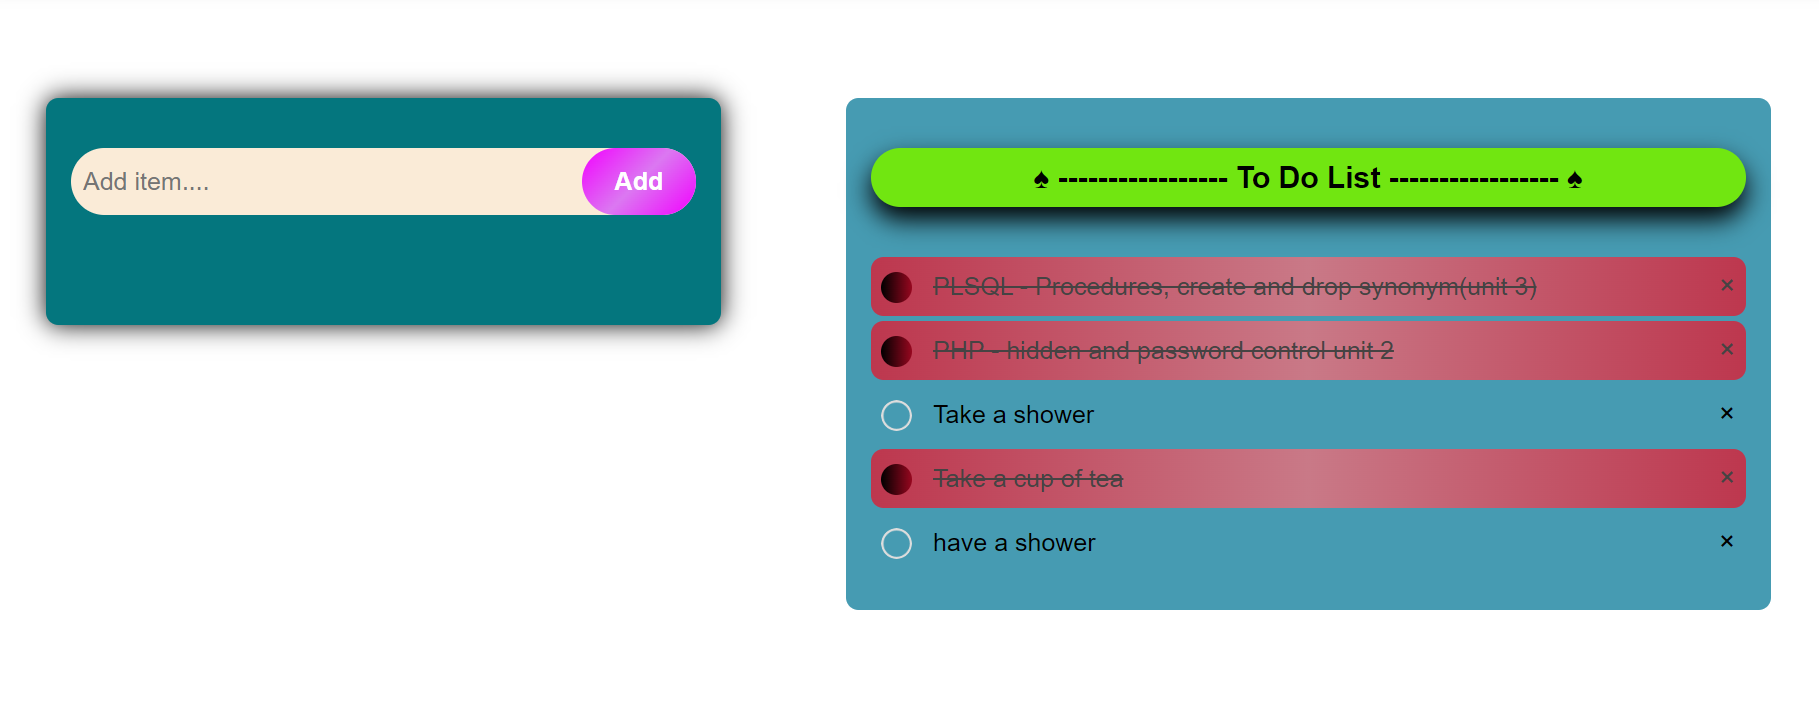 Add item....
Add
♠ ----------------- To Do List ----------------- ♠
PLSQL - Procedures, create and drop synonym(unit 3) ×
PHP - hidden and password control unit 2 ×
Take a shower ×
Take a cup of tea ×
have a shower ×